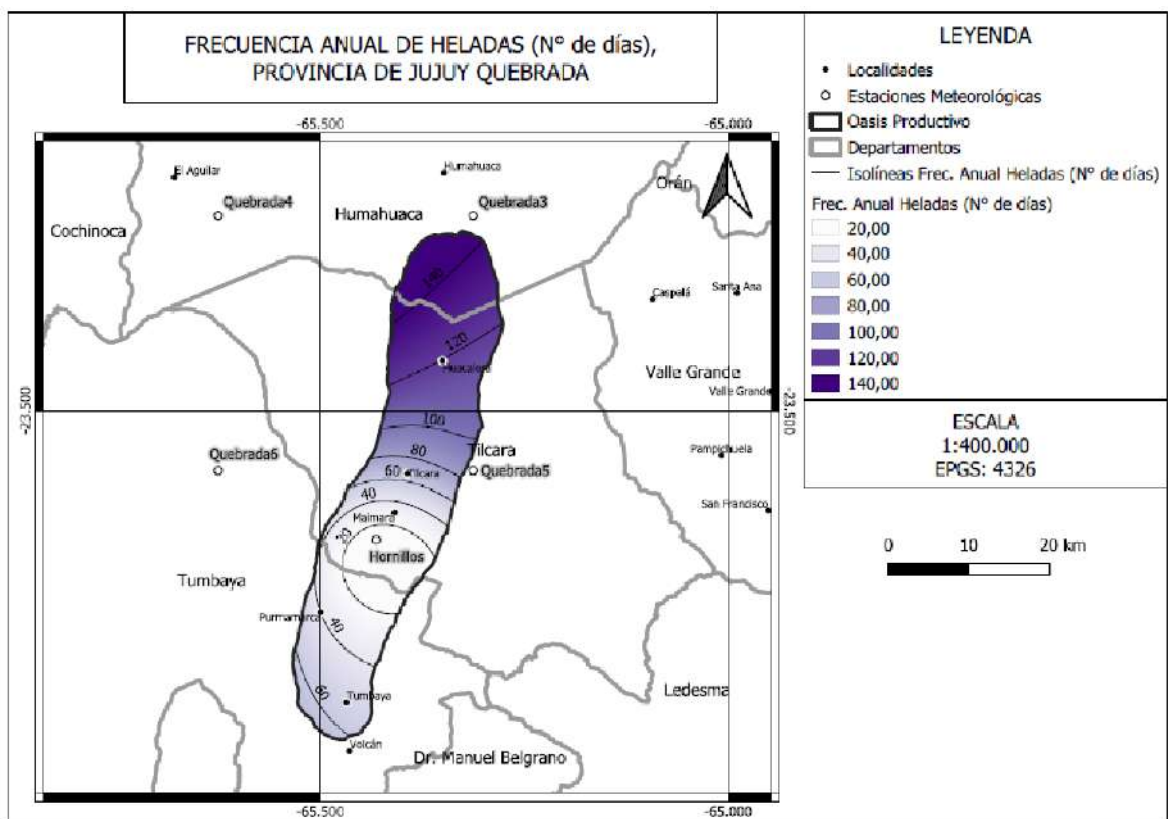 FRECUENCIA ANUAL DE HELADAS (N° de días),
PROVINCIA DE JUJUY QUEBRADA
LEYENDA
Localidades
Estaciones Meteorológicas
Oasis Productivo
Departamentos
Isolíneas Frec. Anual Heladas (N° de días)
Frec. Anual Heladas (N° de días)
20,00
40,00
60,00
80,00
100,00
120,00
140,00
ESCALA
1:400.000
EPGS: 4326
0 10 20 km
-65.500 -65.000
El Aguilar
Humahuaca
Orán
Quebrada4
Quebrada3
Humahuaca
Cochinoca
140
Caspalá
Santa Ana
120
Huacalera
Valle Grande
Valle Grande
-23.500 -23.500
100
80
Tilcara
Pampichuela
Quebrada6
60
Tilcara
Quebrada5
40
San Francisco
Maimará
20
Hornillos
Tumbaya
Purmamarca
40
60
Tumbaya
Ledesma
Volcán
Dr. Manuel Belgrano
-65.500 -65.000